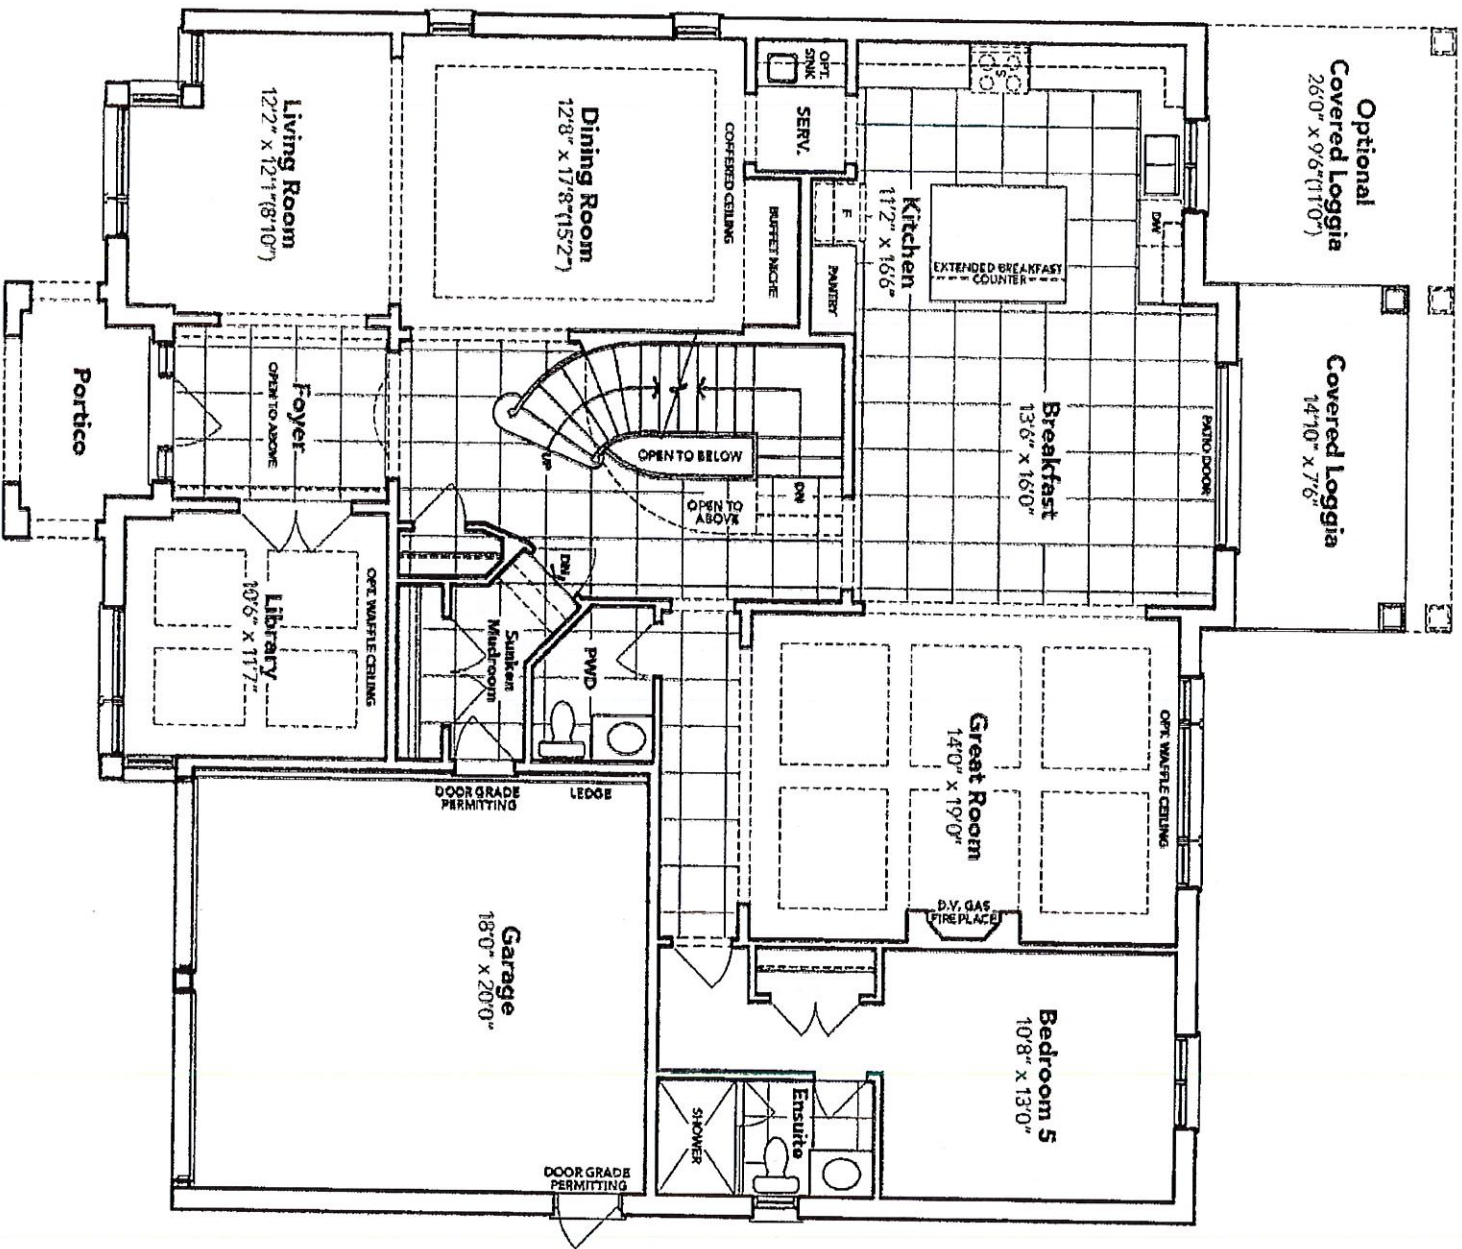 Optional
Covered Loggia
26'0" x 9'6"(11'0")
Covered Loggia
14'10" x 7'6"
OPT.
SINK
SERV.
S
DW
Kitchen
11'2" x 16'6"
EXTENDED BREAKFAST
COUNTER
F
PANTRY
Breakfast
13'6" x 16'0"
PATIO DOOR
Dining Room
12'8" x 17'8"(15'2")
COFFERED CEILING
BUFFET NICHE
Living Room
12'2" x 12'1"(8'10")
Portico
Foyer
OPEN TO ABOVE
UP
OPEN TO BELOW
DN
OPEN TO
ABOVE
DN
Library
10'6" x 11'7"
OPT. WAFFLE CEILING
Sunken
Mudroom
PWD
Great Room
14'0" x 19'0"
OPT. WAFFLE CEILING
D.V. GAS
FIREPLACE
DOOR GRADE
PERMITTING
LEDGE
Garage
18'0" x 20'0"
DOOR GRADE
PERMITTING
Bedroom 5
10'8" x 13'0"
Ensuite
SHOWER